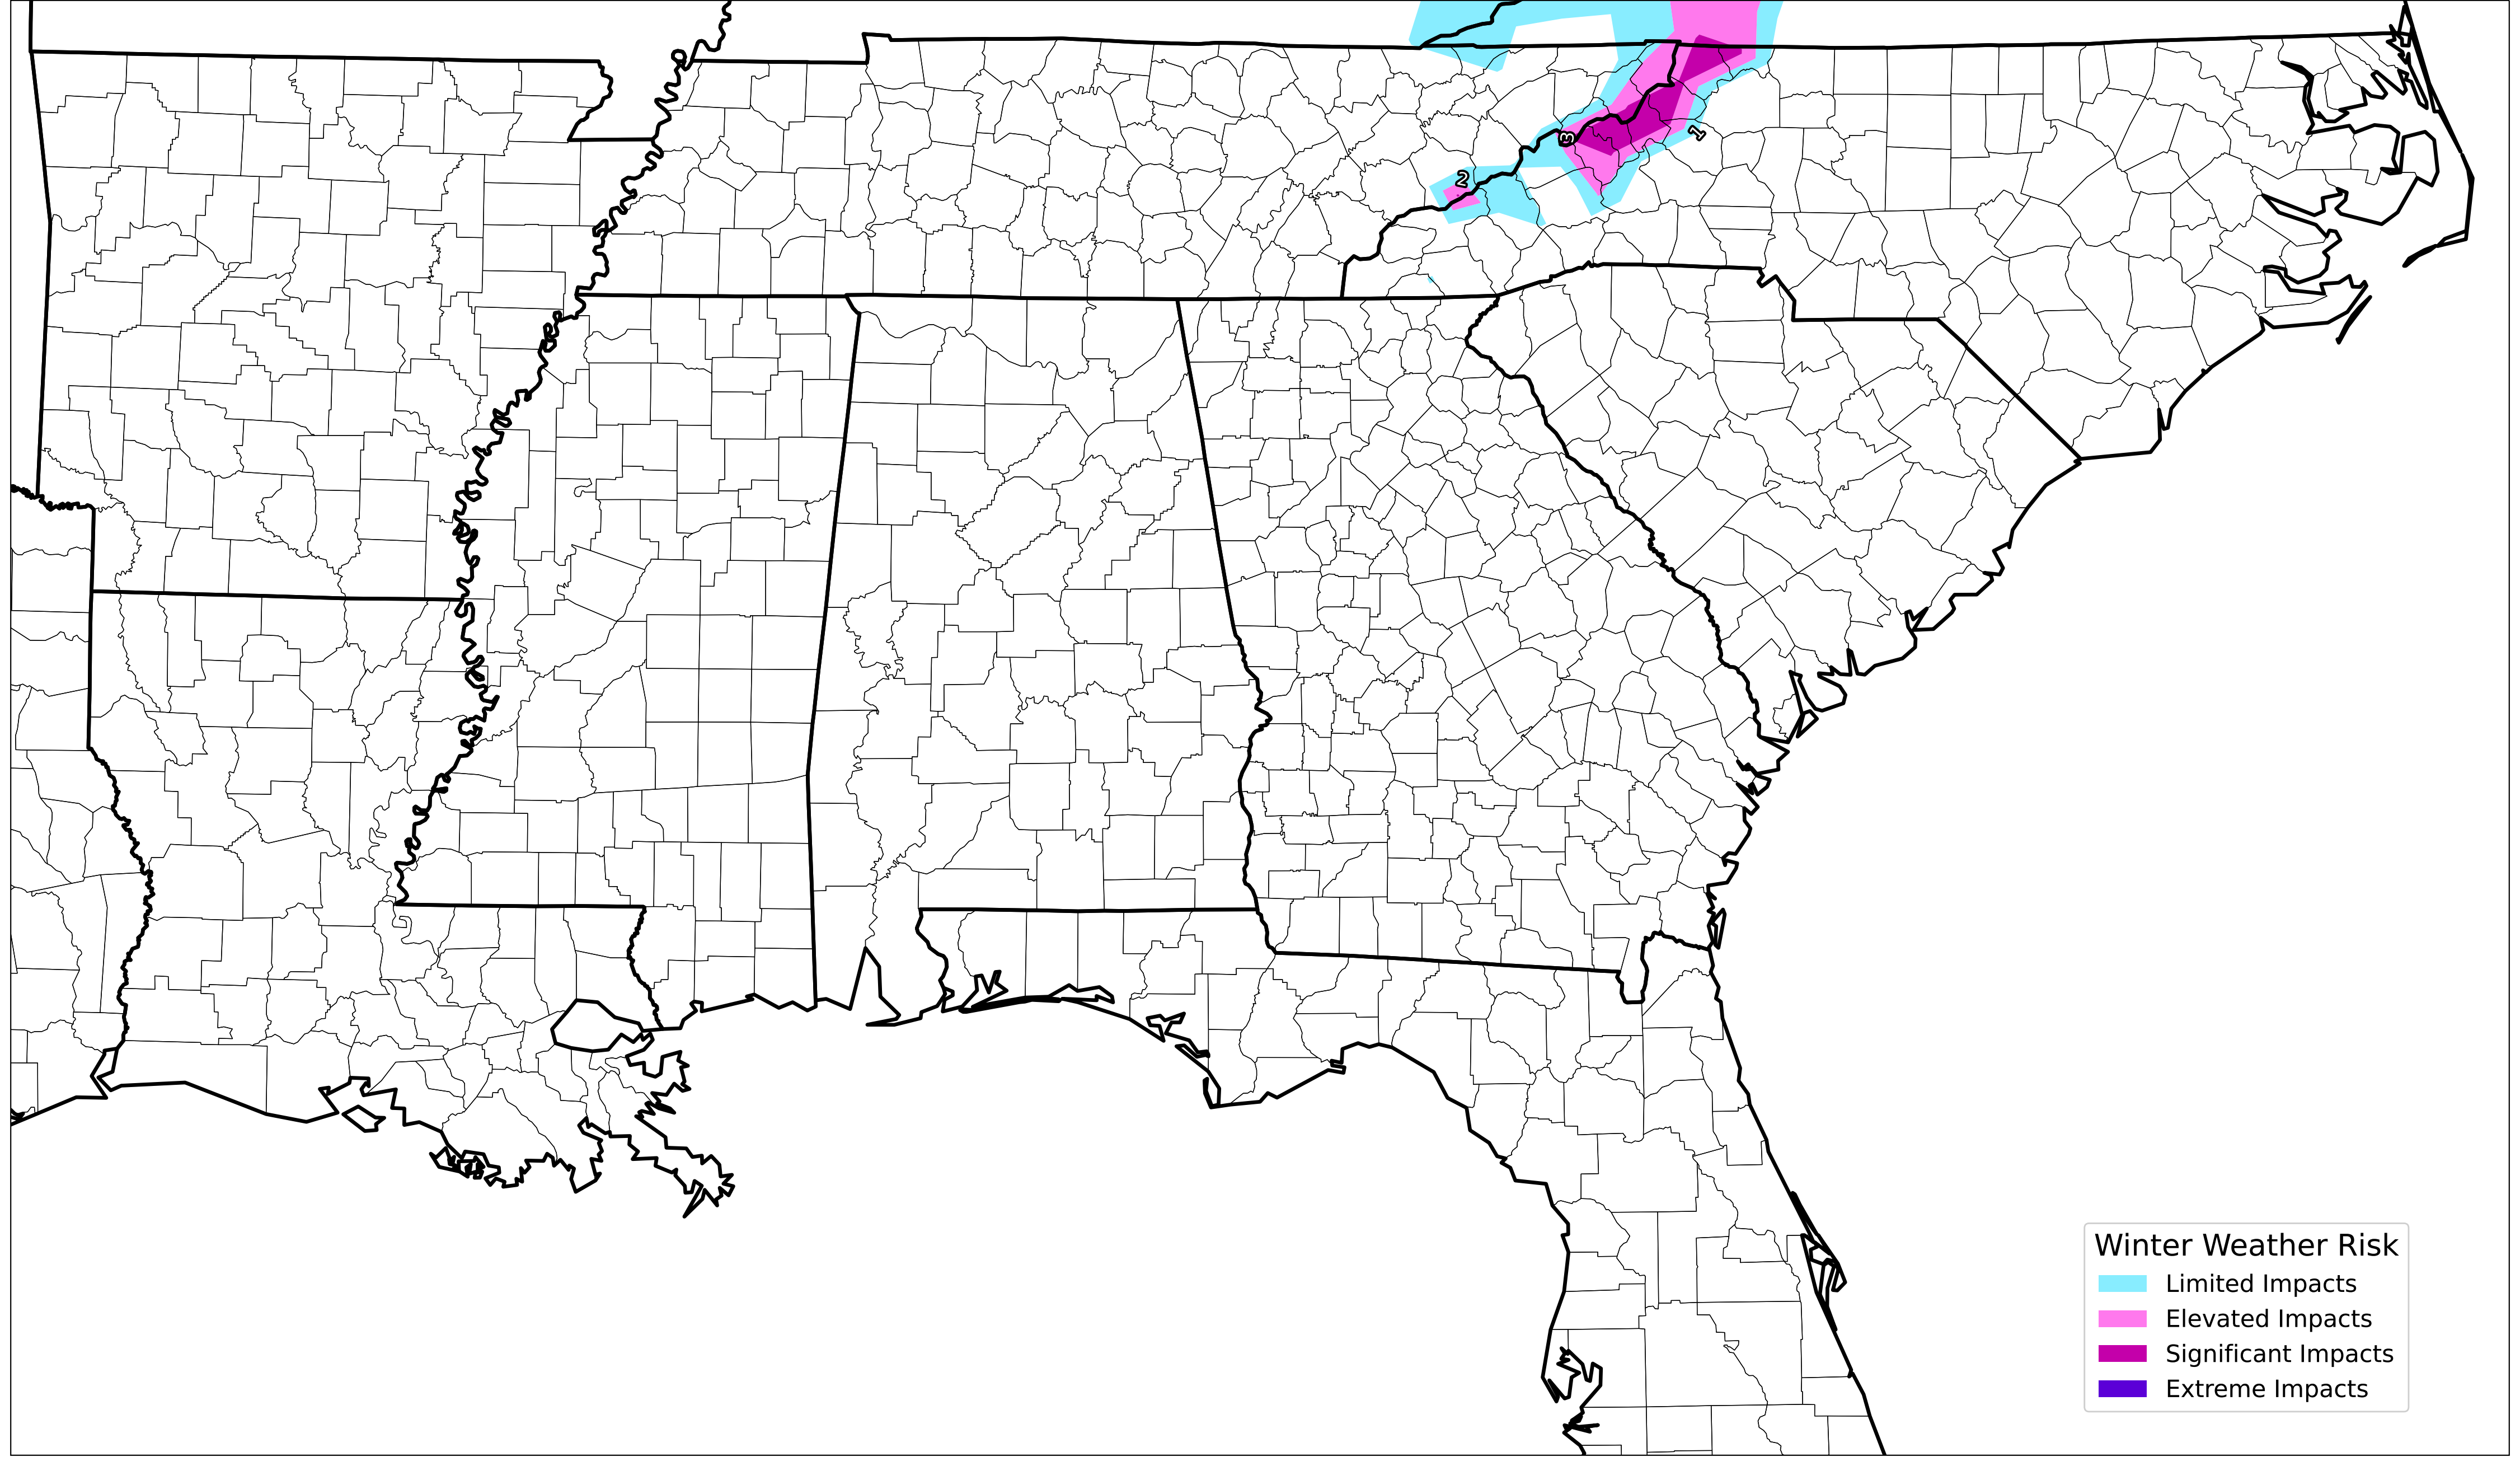 1
3
2
Winter Weather Risk
Limited Impacts
Elevated Impacts
Significant Impacts
Extreme Impacts